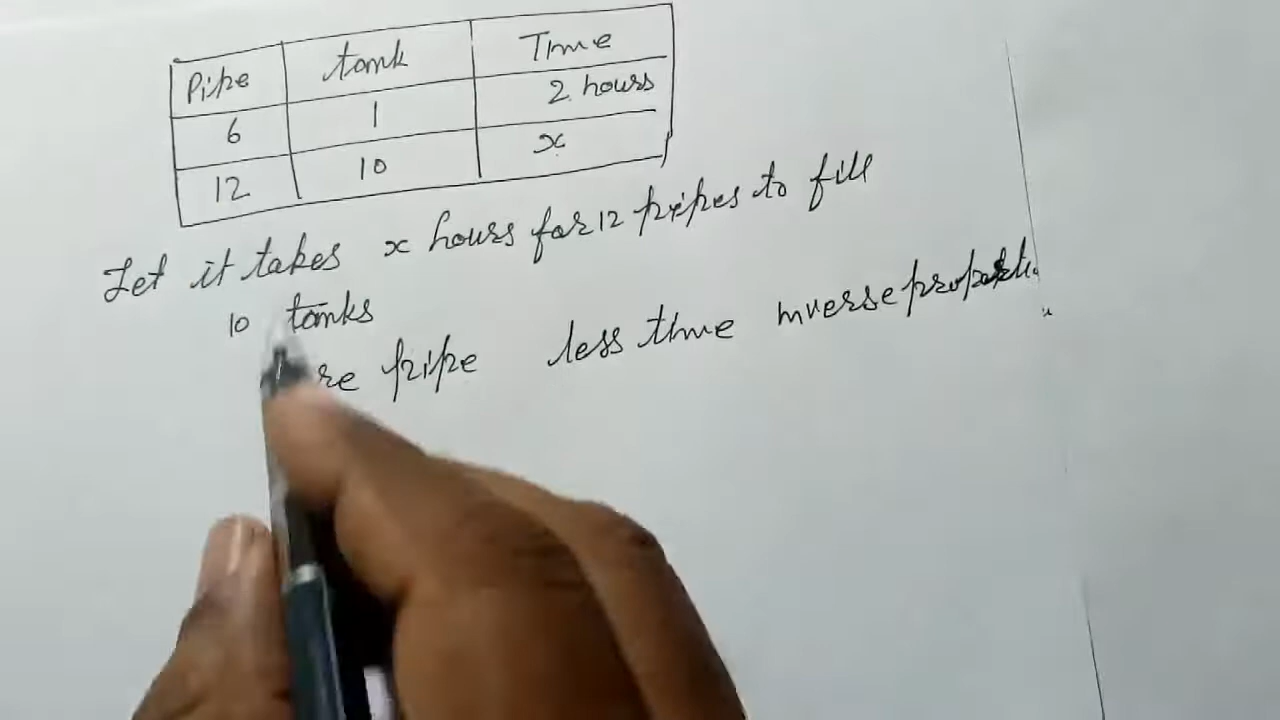 Pipe tank Time
6 1 2 hours
12 10 x
Let it takes x hours for 12 pipes to fill
10 tanks
pipe less time inverse